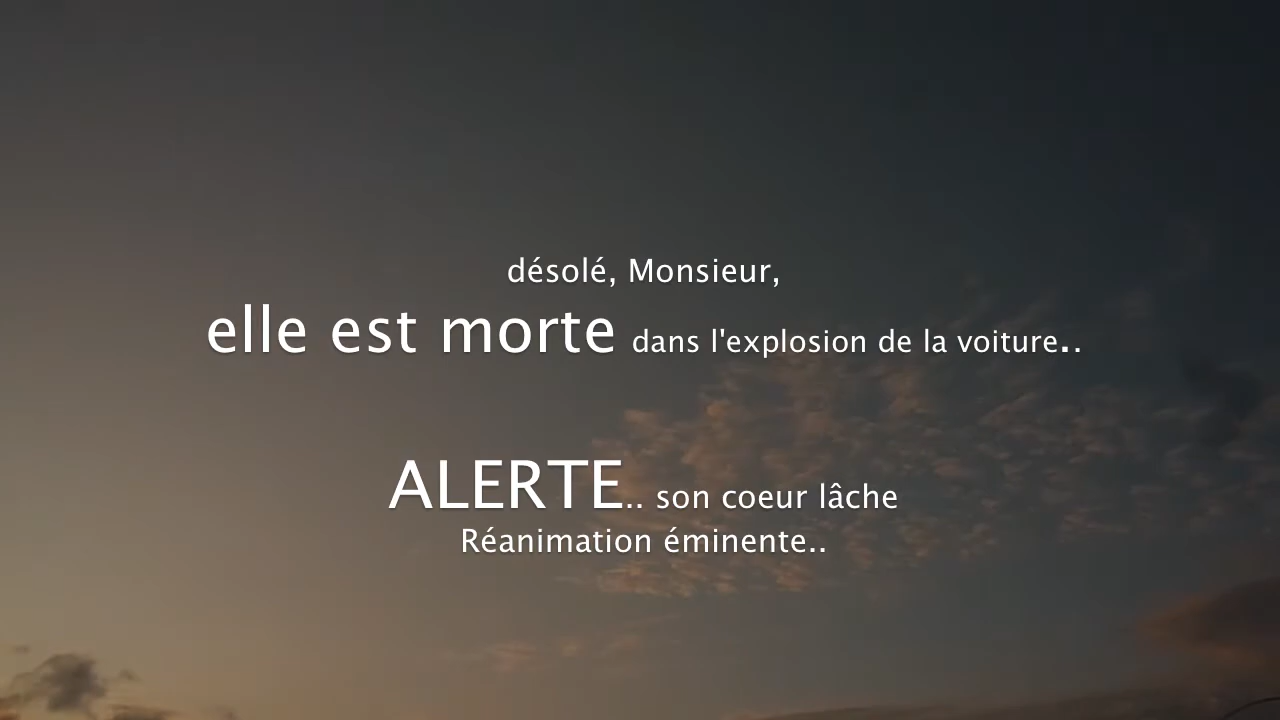 désolé, Monsieur,
elle est morte dans l'explosion de la voiture..
ALERTE.. son coeur lâche
Réanimation éminente..